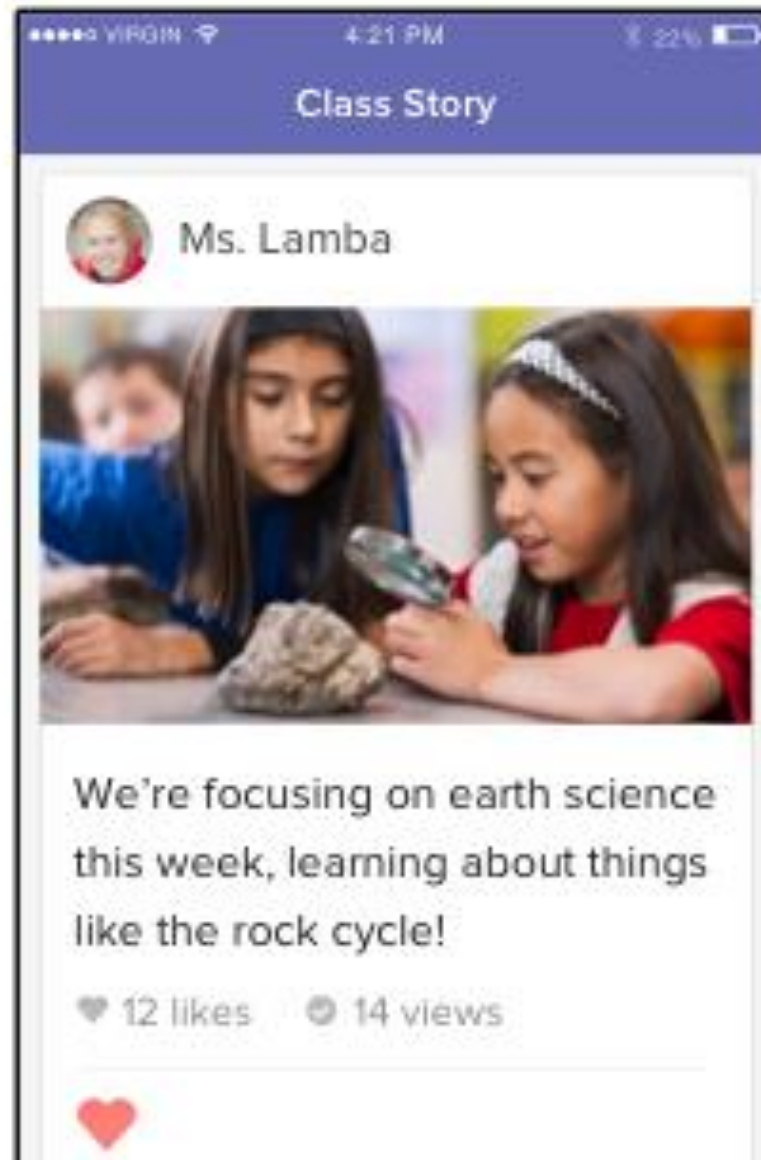 VIRGIN 4:21 PM 22%
Class Story
Ms. Lamba
We're focusing on earth science
this week, learning about things
like the rock cycle!
12 likes 14 views